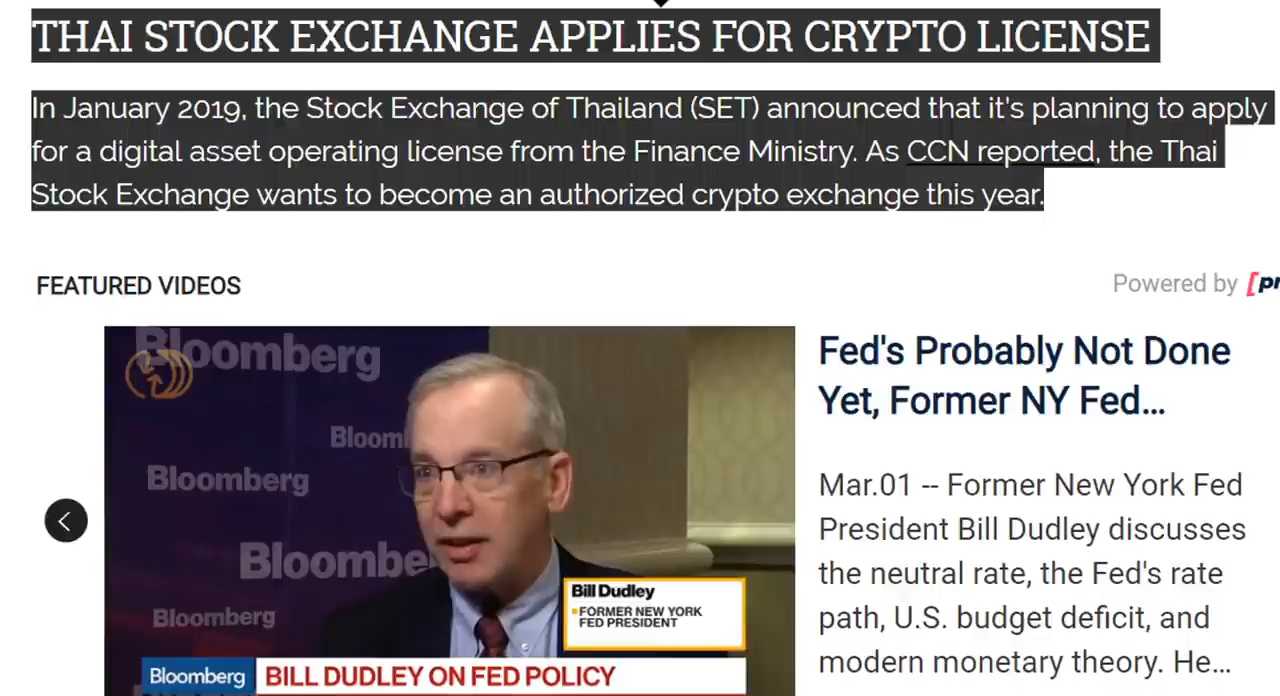 THAI STOCK EXCHANGE APPLIES FOR CRYPTO LICENSE
In January 2019, the Stock Exchange of Thailand (SET) announced that it's planning to apply
for a digital asset operating license from the Finance Ministry. As CCN reported, the Thai
Stock Exchange wants to become an authorized crypto exchange this year.
FEATURED VIDEOS
Powered by
Bloomberg
Bloomberg
Bloomberg
Bill Dudley
FORMER NEW YORK
FED PRESIDENT
Bloomberg BILL DUDLEY ON FED POLICY
Fed's Probably Not Done
Yet, Former NY Fed...
Mar.01 -- Former New York Fed
President Bill Dudley discusses
the neutral rate, the Fed's rate
path, U.S. budget deficit, and
modern monetary theory. He...